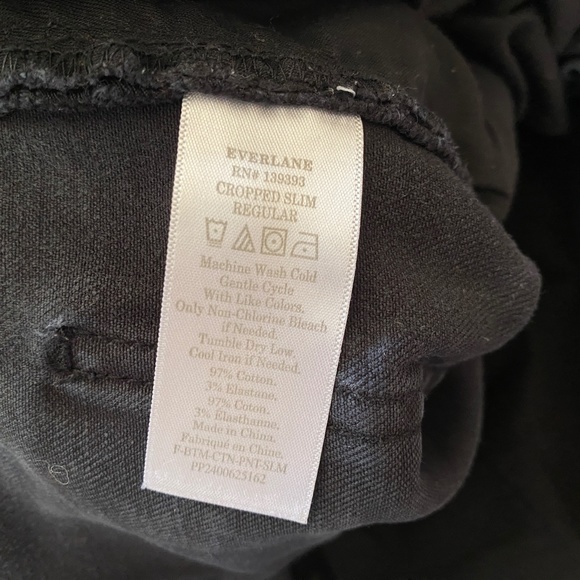 EVERLANE
RN# 139393
CROPPED SLIM
REGULAR
Machine Wash Cold
Gentle Cycle
With Like Colors.
Only Non-Chlorine Bleach
if Needed.
Tumble Dry Low.
Cool Iron if Needed.
97% Cotton.
3% Elastane.
97% Coton.
3% Élasthanne.
Made in China.
Fabriqué en Chine.
F-BTM-CTN-PNT-SLM
PP2400625162